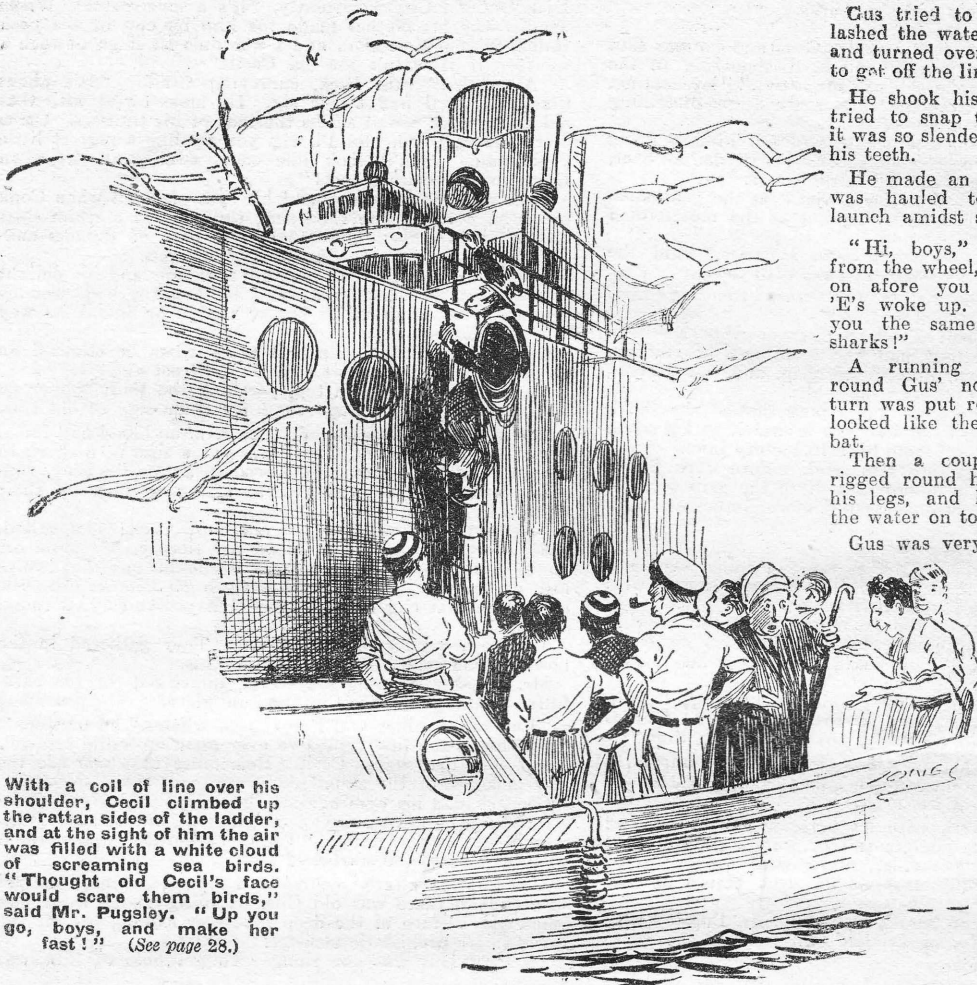 Gus tried to
lashed the wate
and turned over
to get off the lin
He shook his
tried to snap t
it was so slende
his teeth.
He made an
was hauled to
launch amidst s
"Hi, boys,"
from the wheel,
on afore you
'E's woke up.
you the same
sharks!"
A running
round Gus' no
turn was put r
looked like the
bat.
Then a coup
rigged round h
his legs, and
the water on to
Gus was very
JONES
With a coil of line over his
shoulder, Cecil climbed up
the rattan sides of the ladder,
and at the sight of him the air
was filled with a white cloud
of screaming sea birds.
"Thought old Cecil's face
would scare them birds,"
said Mr. Pugsley. "Up you
go, boys, and make her
fast!" (See page 28.)